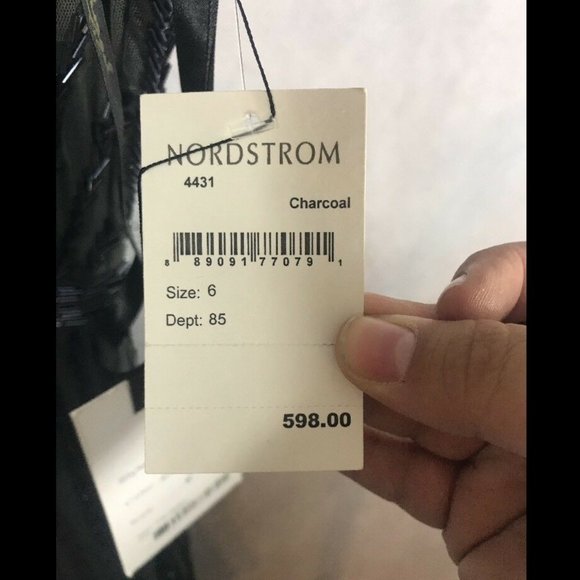 NORDSTROM
4431
Charcoal
8 89091 77079 1
Size: 6
Dept: 85
598.00